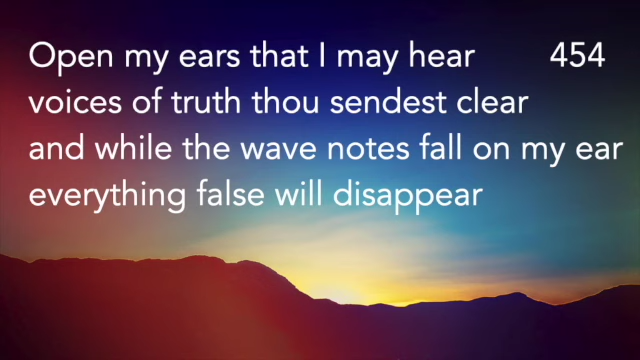 Open my ears that I may hear 454
voices of truth thou sendest clear
and while the wave notes fall on my ear
everything false will disappear